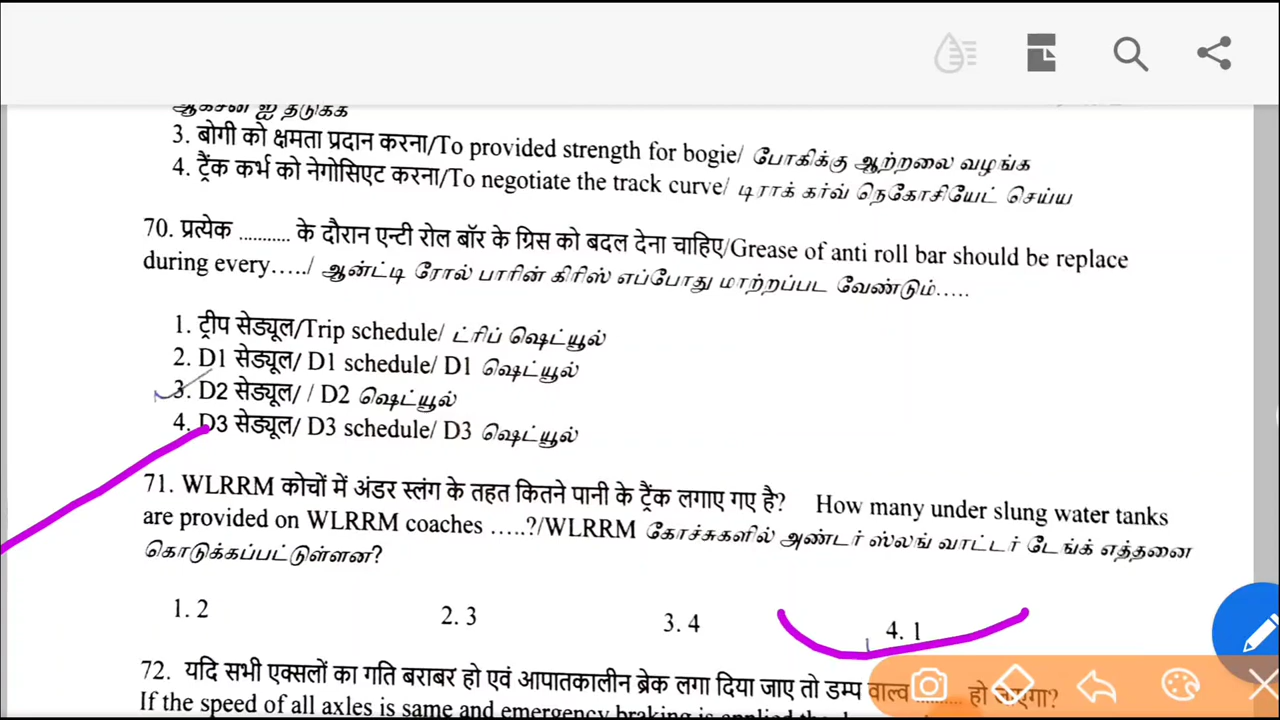 ஆக்சன் ஐ தடுக்க
3. बोगी को क्षमता प्रदान करना/To provided strength for bogie/ போகிக்கு ஆற்றலை வழங்க
4. ट्रैंक कर्भ को नेगोसिएट करना/To negotiate the track curve/ டிராக் கர்வ் நெகோசியேட் செய்ய
70. प्रत्येक .......... के दौरान एन्टी रोल बॉर के ग्रिस को बदल देना चाहिए/Grease of anti roll bar should be replace
during every…../ ஆன்ட்டி ரோல் பாரின் கிரிஸ் எப்போது மாற்றப்பட வேண்டும்…..
1. ट्रीप सेड्यूल/Trip schedule/ ட்ரிப் ஷெட்யூல்
2. D1 सेड्यूल/ D1 schedule/ D1 ஷெட்யூல்
3. D2 सेड्यूल/ / D2 ஷெட்யூல்
4. D3 सेड्यूल/ D3 schedule/ D3 ஷெட்யூல்
71. WLRRM कोचों में अंडर स्लंग के तहत कितने पानी के ट्रैंक लगाए गए है? How many under slung water tanks
are provided on WLRRM coaches …..?/WLRRM கோச்சுகளில் அண்டர் ஸ்லங் வாட்டர் டேங்க் எத்தனை
கொடுக்கப்பட்டுள்ளன?
1. 2 2. 3 3. 4 4. 1
72. यदि सभी एक्सलों का गति बराबर हो एवं आपातकालीन ब्रेक लगा दिया जाए तो डम्प वाल्व .......... हो जाएगा?
If the speed of all axles is same and emergency braking is applied